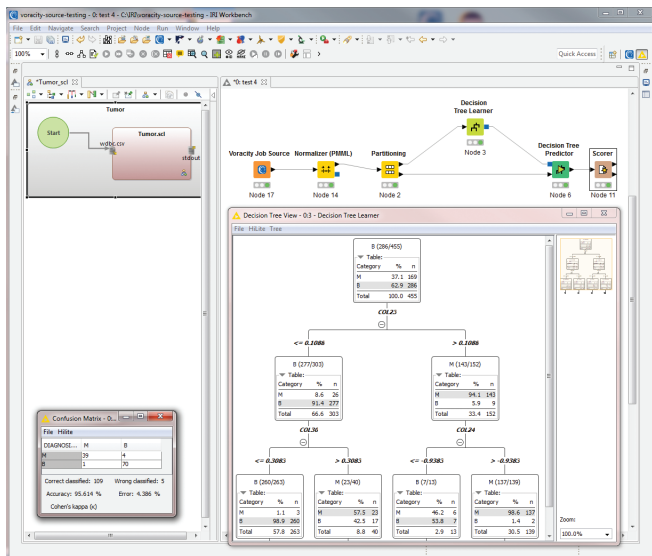 voracity-source-testing - 0: test 4 - C:\IRI\voracity-source-testing - IRI Workbench
File Edit Navigate Search Project Node Run Window Help
100%
Quick Access
*Tumor_scl
*0: test 4
Tumor
Start
Tumor.scl
wdbc.csv
stdout
Decision
Tree Learner
Node 3
Voracity Job Source
Normalizer (PMML)
Partitioning
Decision Tree
Predictor
Scorer
Node 17
Node 14
Node 2
Node 6
Node 11
Decision Tree View - 0:3 - Decision Tree Learner
File HiLite Tree
B (286/455)
Table:
Category % n
M 37.1 169
B 62.9 286
Total 100.0 455
COL23
<= 0.1086
> 0.1086
B (277/303)
Table:
Category % n
M 8.6 26
B 91.4 277
Total 66.6 303
M (143/152)
Table:
Category % n
M 94.1 143
B 5.9 9
Total 33.4 152
COL36
COL24
<= 0.3085
> 0.3085
<= -0.9385
> -0.9385
B (260/263)
Table:
Category % n
M 1.1 3
B 98.9 260
Total 57.8 263
M (23/40)
Table:
Category % n
M 57.5 23
B 42.5 17
Total 8.8 40
B (7/13)
Table:
Category % n
M 46.2 6
B 53.8 7
Total 2.9 13
M (137/139)
Table:
Category % n
M 98.6 137
B 1.4 2
Total 30.5 139
Zoom:
100.0%
Confusion Matrix - 0:...
File Hilite
DIAGNOSI... M B
M 39 4
B 1 70
Correct classified: 109 Wrong classified: 5
Accuracy: 95.614 % Error: 4.386 %
Cohen's kappa (κ)